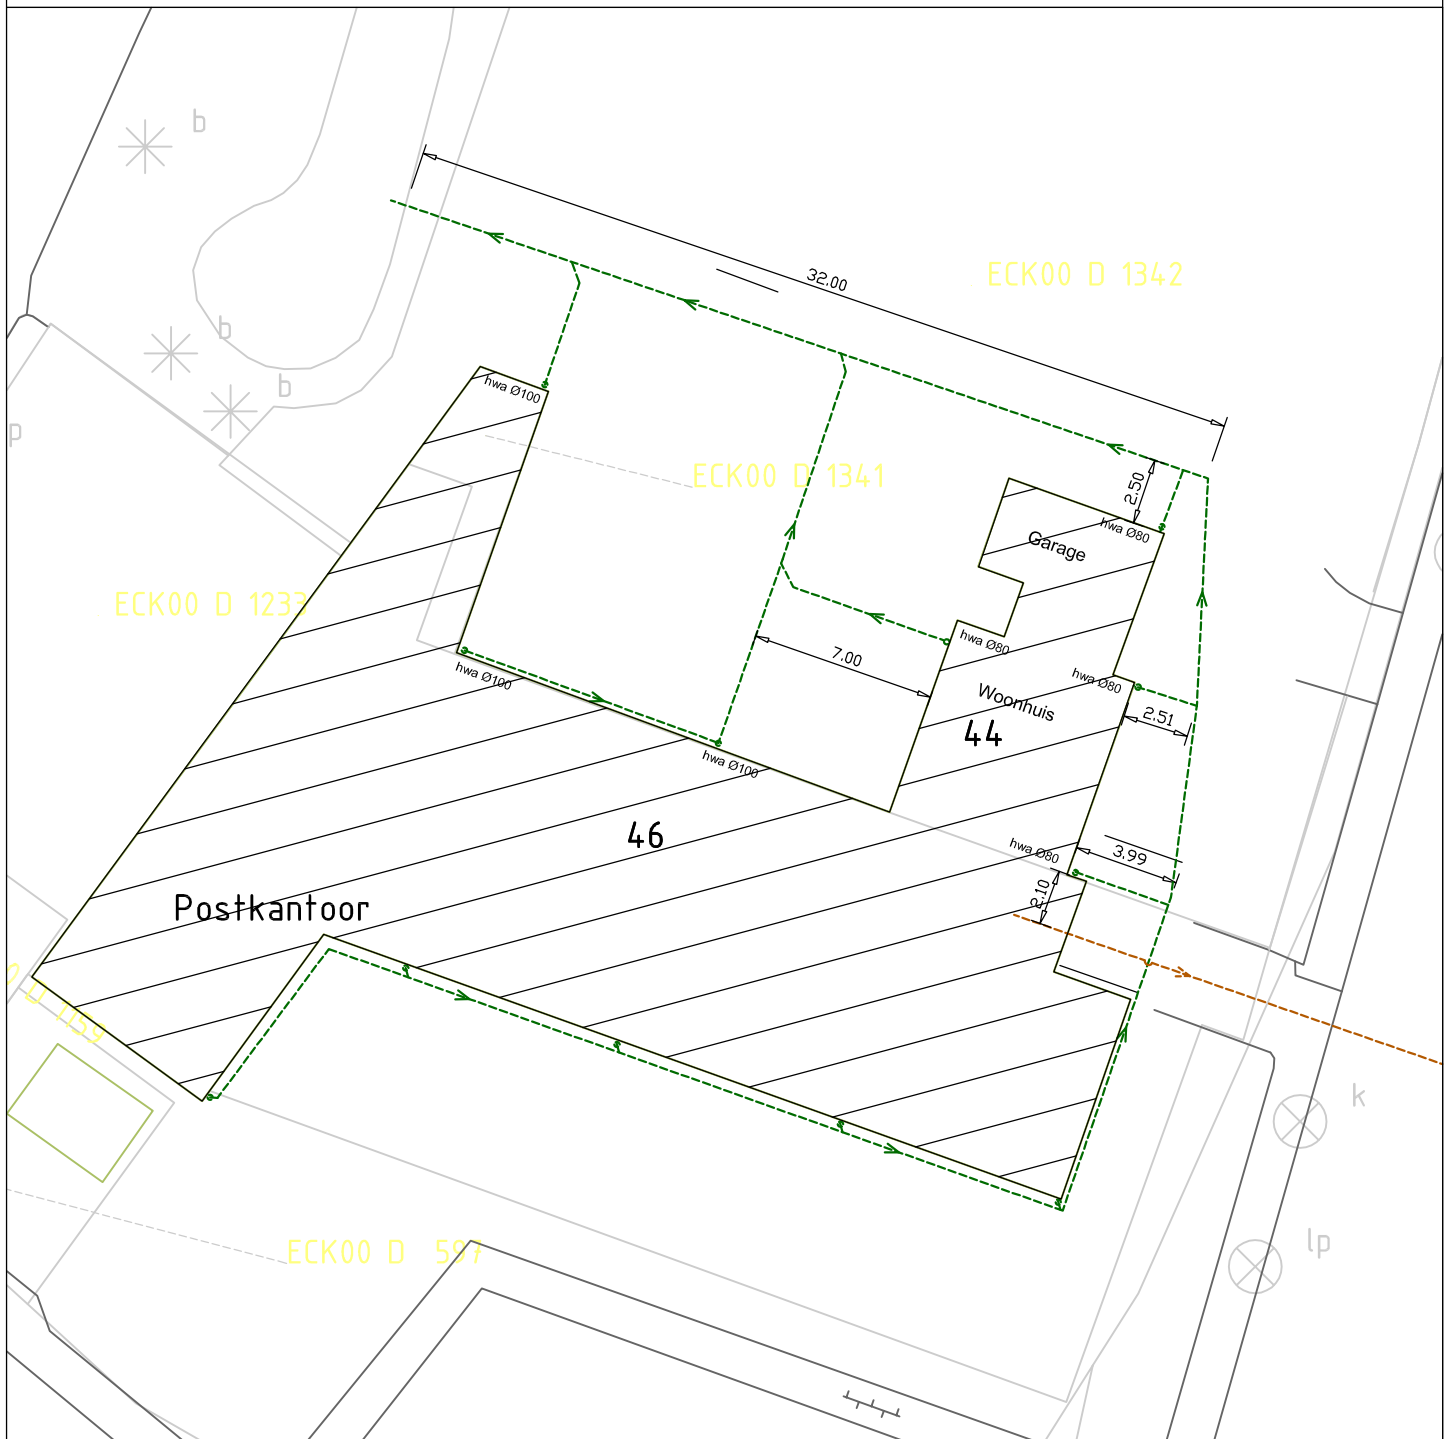 b
32.00
ECK00 D 1342
b
b
hwa Ø100
p
ECK00 D 1341
2.50
hwa Ø80
Garage
ECK00 D 1233
hwa Ø80
7.00
hwa Ø100
hwa Ø80
Woonhuis
44
2.51
hwa Ø100
46
hwa Ø80
3.99
2.10
Postkantoor
D 1159
k
lp
ECK00 D 597